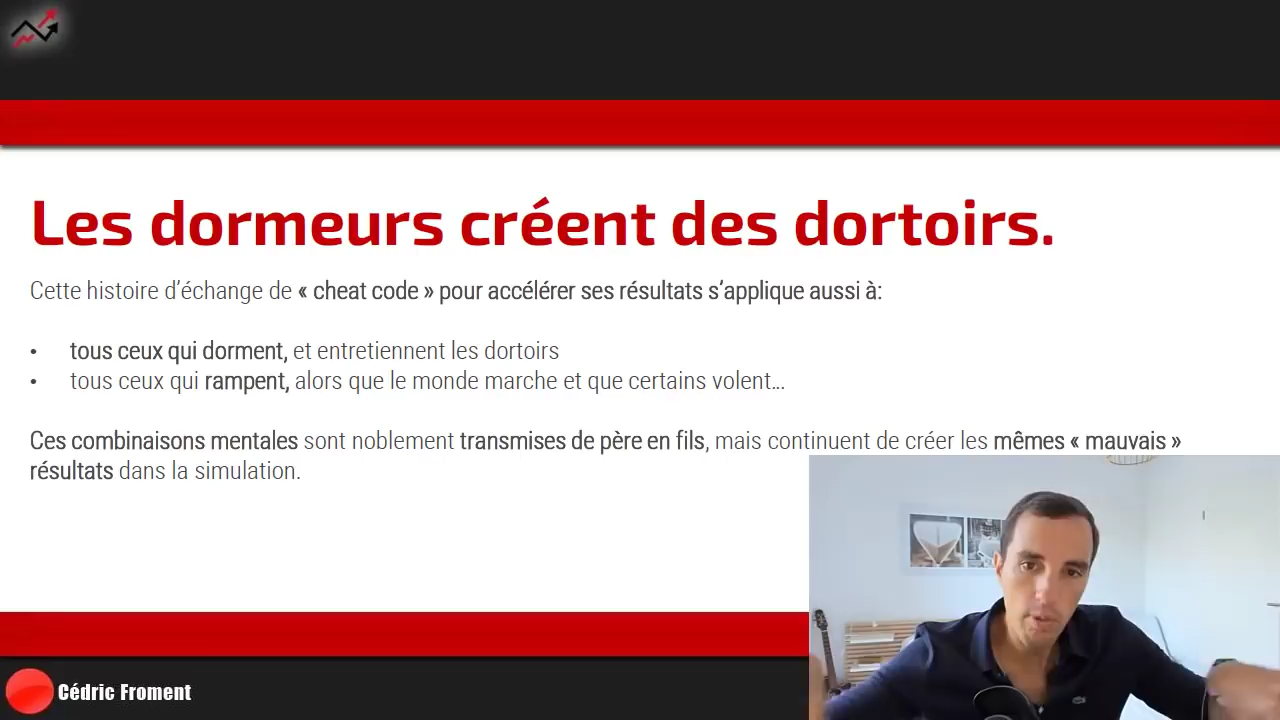 Les dormeurs créent des dortoirs.
Cette histoire d’échange de « cheat code » pour accélérer ses résultats s’applique aussi à:
• tous ceux qui dorment, et entretiennent les dortoirs
• tous ceux qui rampent, alors que le monde marche et que certains volent…
Ces combinaisons mentales sont noblement transmises de père en fils, mais continuent de créer les mêmes « mauvais »
résultats dans la simulation.
Cédric Froment